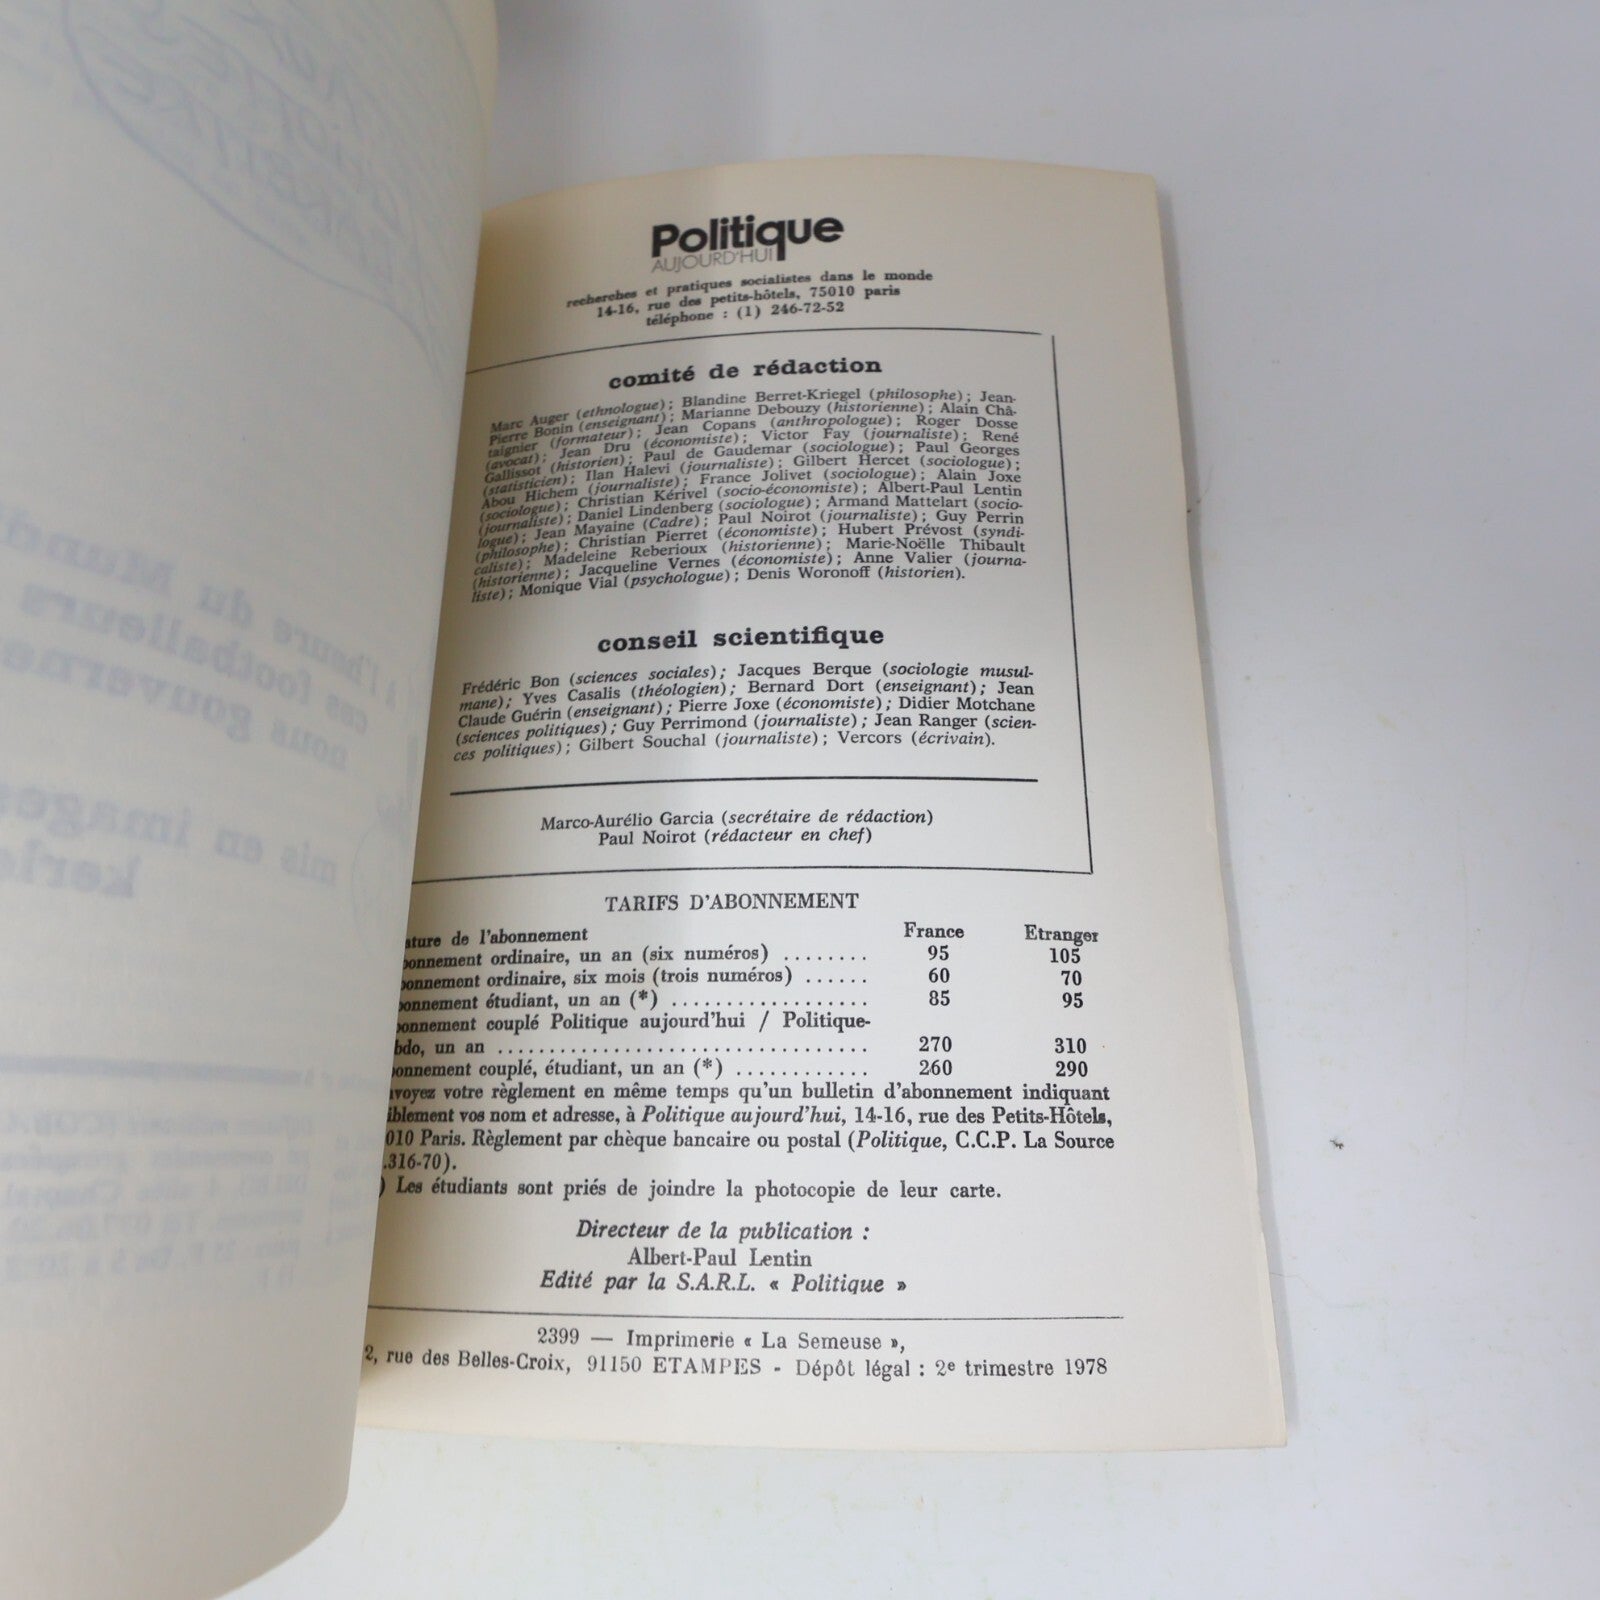 Politique
AUJOURD'HUI
recherches et pratiques socialistes dans le monde
14-16, rue des petits-hôtels, 75010 paris
téléphone : (1) 246-72-52
comité de rédaction
Marc Auger (ethnologue) ; Blandine Berret-Kriegel (philosophe) ; Jean-
Pierre Bonin (enseignant) ; Marianne Debouzy (historienne) ; Alain Châ-
taignier (formateur) ; Jean Copans (anthropologue) ; Roger Dosse
(avocat) ; Jean Dru (économiste) ; Victor Fay (journaliste) ; René
Gallissot (historien) ; Paul de Gaudemar (sociologue) ; Paul Georges
(statisticien) ; Ilan Halevi (journaliste) ; Gilbert Hercet (sociologue) ;
Abou Hichem (journaliste) ; France Jolivet (sociologue) ; Alain Joxe
(sociologue) ; Christian Kérivel (socio-économiste) ; Albert-Paul Lentin
(journaliste) ; Daniel Lindenberg (sociologue) ; Armand Mattelart (socio-
logue) ; Jean Mayaine (Cadre) ; Paul Noirot (journaliste) ; Guy Perrin
(philosophe) ; Christian Pierret (économiste) ; Hubert Prévost (syndi-
caliste) ; Madeleine Reberioux (historienne) ; Marie-Noëlle Thibault
(historienne) ; Jacqueline Vernes (économiste) ; Anne Valier (journa-
liste) ; Monique Vial (psychologue) ; Denis Woronoff (historien).
conseil scientifique
Frédéric Bon (sciences sociales) ; Jacques Berque (sociologie musul-
mane) ; Yves Casalis (théologien) ; Bernard Dort (enseignant) ; Jean
Claude Guérin (enseignant) ; Pierre Joxe (économiste) ; Didier Motchane
(sciences politiques) ; Guy Perrimond (journaliste) ; Jean Ranger (scien-
ces politiques) ; Gilbert Souchal (journaliste) ; Vercors (écrivain).
Marco-Aurélio Garcia (secrétaire de rédaction)
Paul Noirot (rédacteur en chef)
TARIFS D'ABONNEMENT
ature de l'abonnement France Etranger
bonnement ordinaire, un an (six numéros) ........ 95 105
bonnement ordinaire, six mois (trois numéros) ...... 60 70
bonnement étudiant, un an (*) ................... 85 95
bonnement couplé Politique aujourd'hui / Politique-
bdo, un an .................................... 270 310
onnement couplé, étudiant, un an (*) ............ 260 290
voyez votre règlement en même temps qu'un bulletin d'abonnement indiquant
iblement vos nom et adresse, à Politique aujourd'hui, 14-16, rue des Petits-Hôtels,
010 Paris. Règlement par chèque bancaire ou postal (Politique, C.C.P. La Source
.316-70).
) Les étudiants sont priés de joindre la photocopie de leur carte.
Directeur de la publication :
Albert-Paul Lentin
Edité par la S.A.R.L. « Politique »
2399 — Imprimerie « La Semeuse »,
2, rue des Belles-Croix, 91150 ETAMPES - Dépôt légal : 2e trimestre 1978